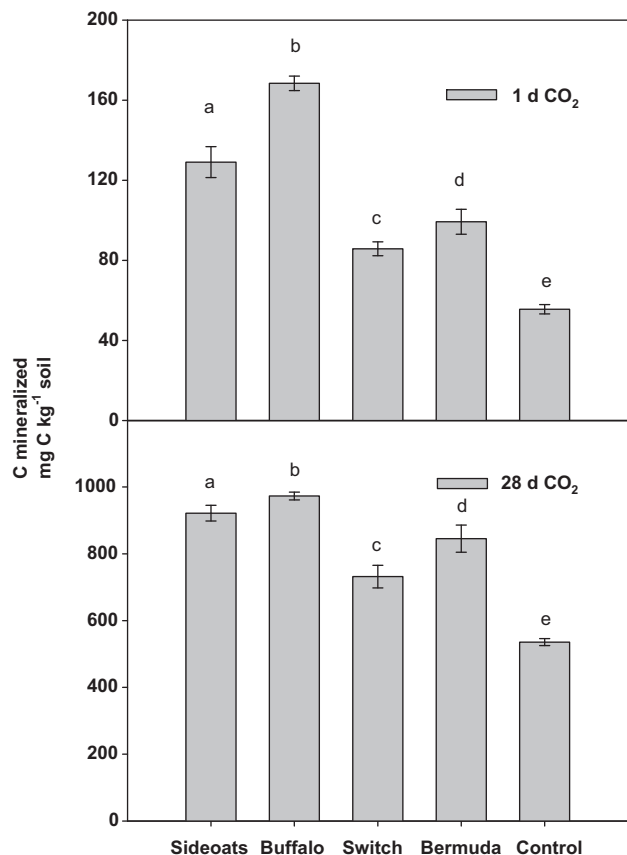 200
b
1 d CO₂
160
a
120
d
c
80
e
40
0
C mineralized
mg C kg⁻¹ soil
1000
a
b
28 d CO₂
d
800
c
600
e
400
200
0
Sideoats Buffalo Switch Bermuda Control